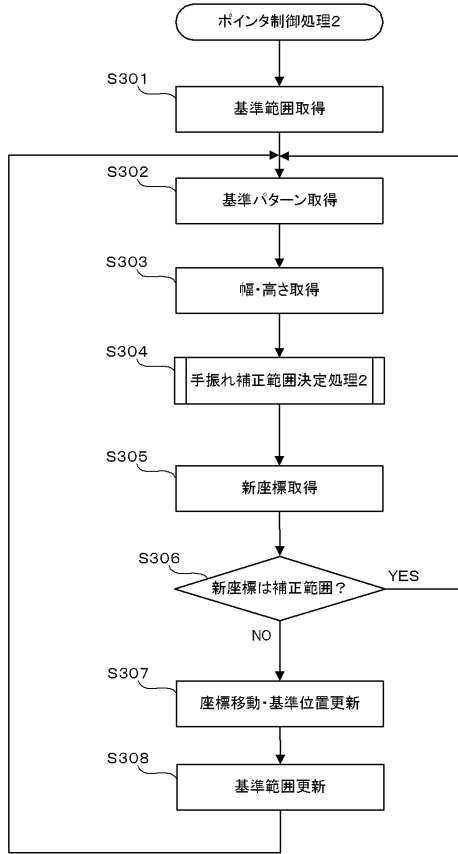 ポインタ制御処理2
S301
基準範囲取得
S302
基準パターン取得
S303
幅・高さ取得
S304
手振れ補正範囲決定処理2
S305
新座標取得
S306
新座標は補正範囲？
YES
NO
S307
座標移動・基準位置更新
S308
基準範囲更新